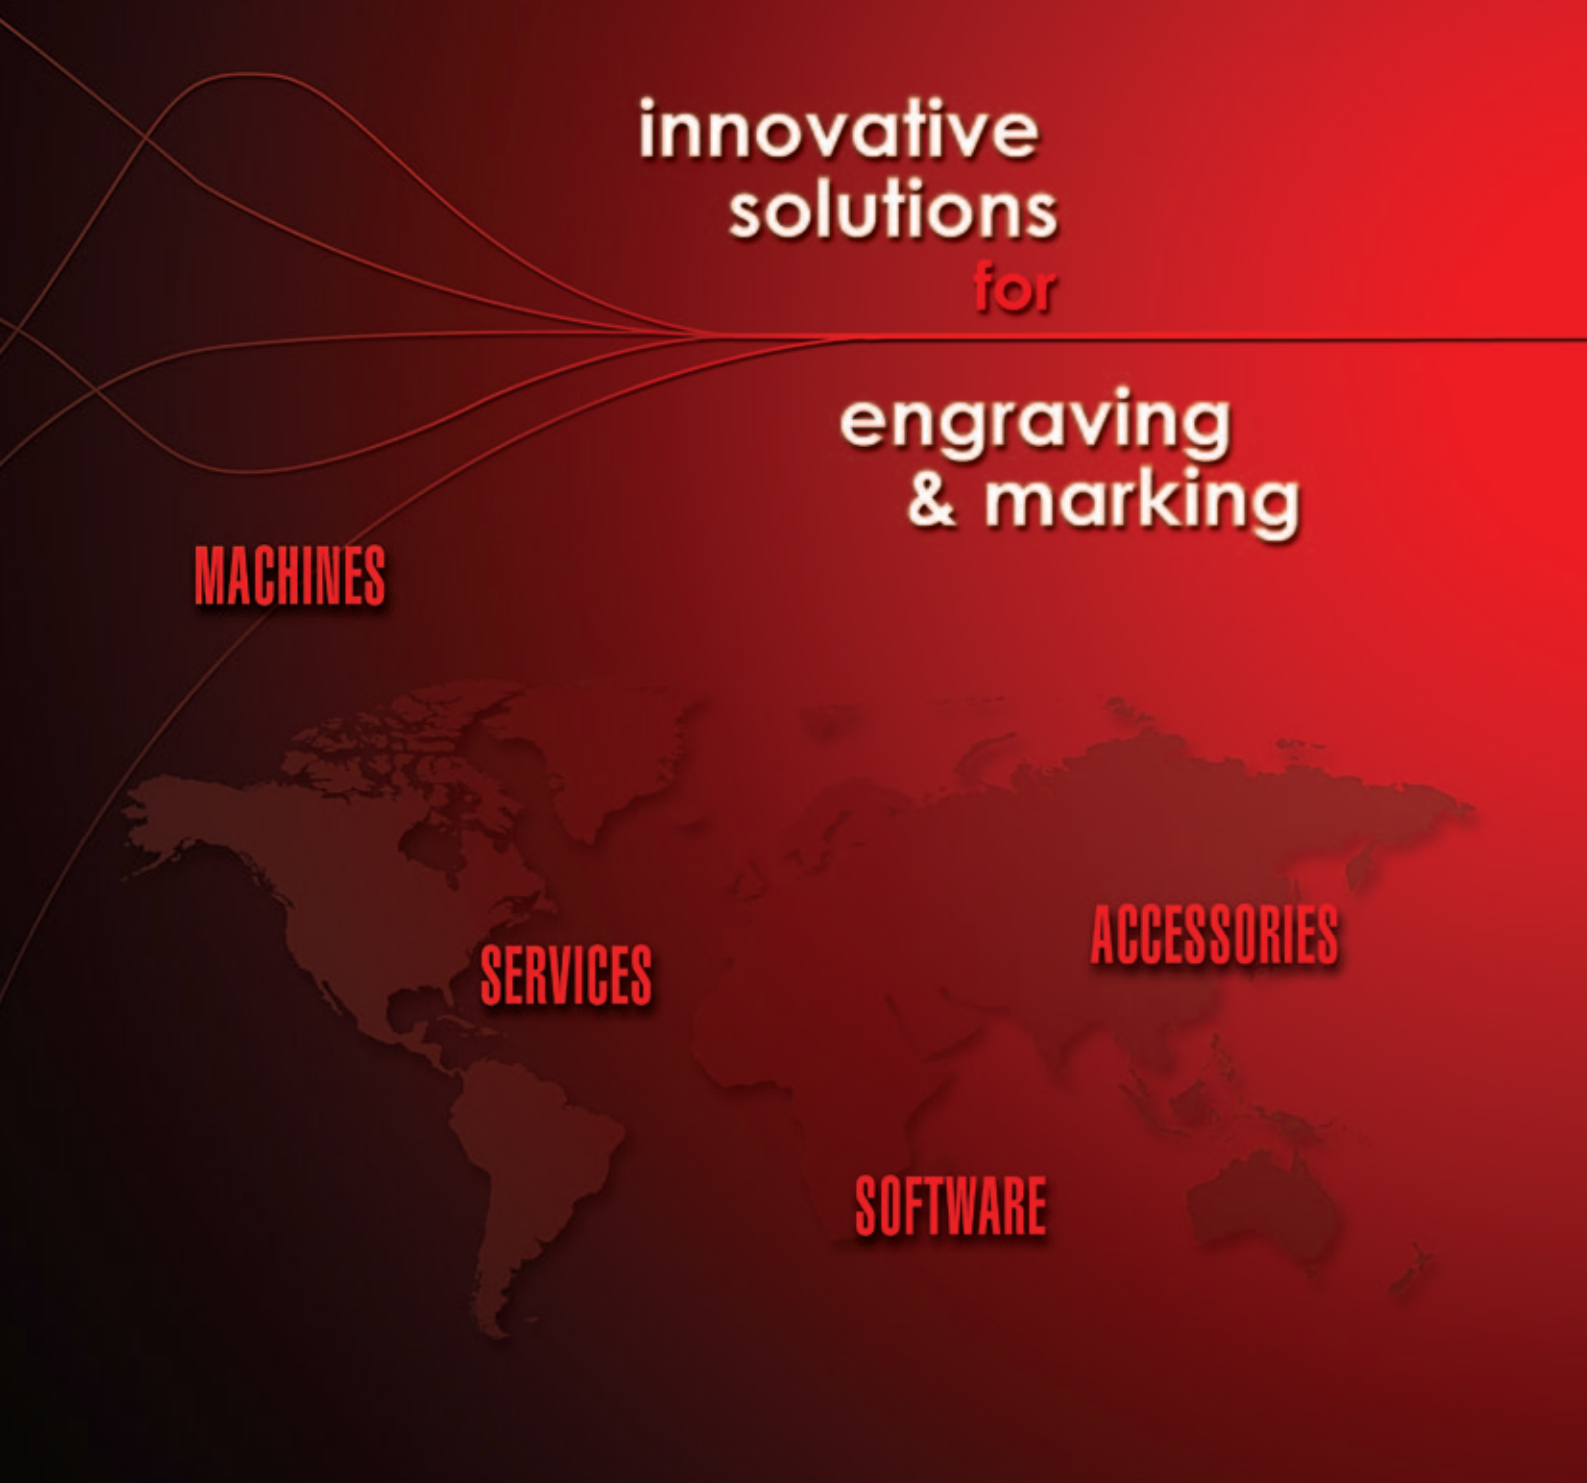 innovative
solutions
for
engraving
& marking
MACHINES
ACCESSORIES
SERVICES
SOFTWARE